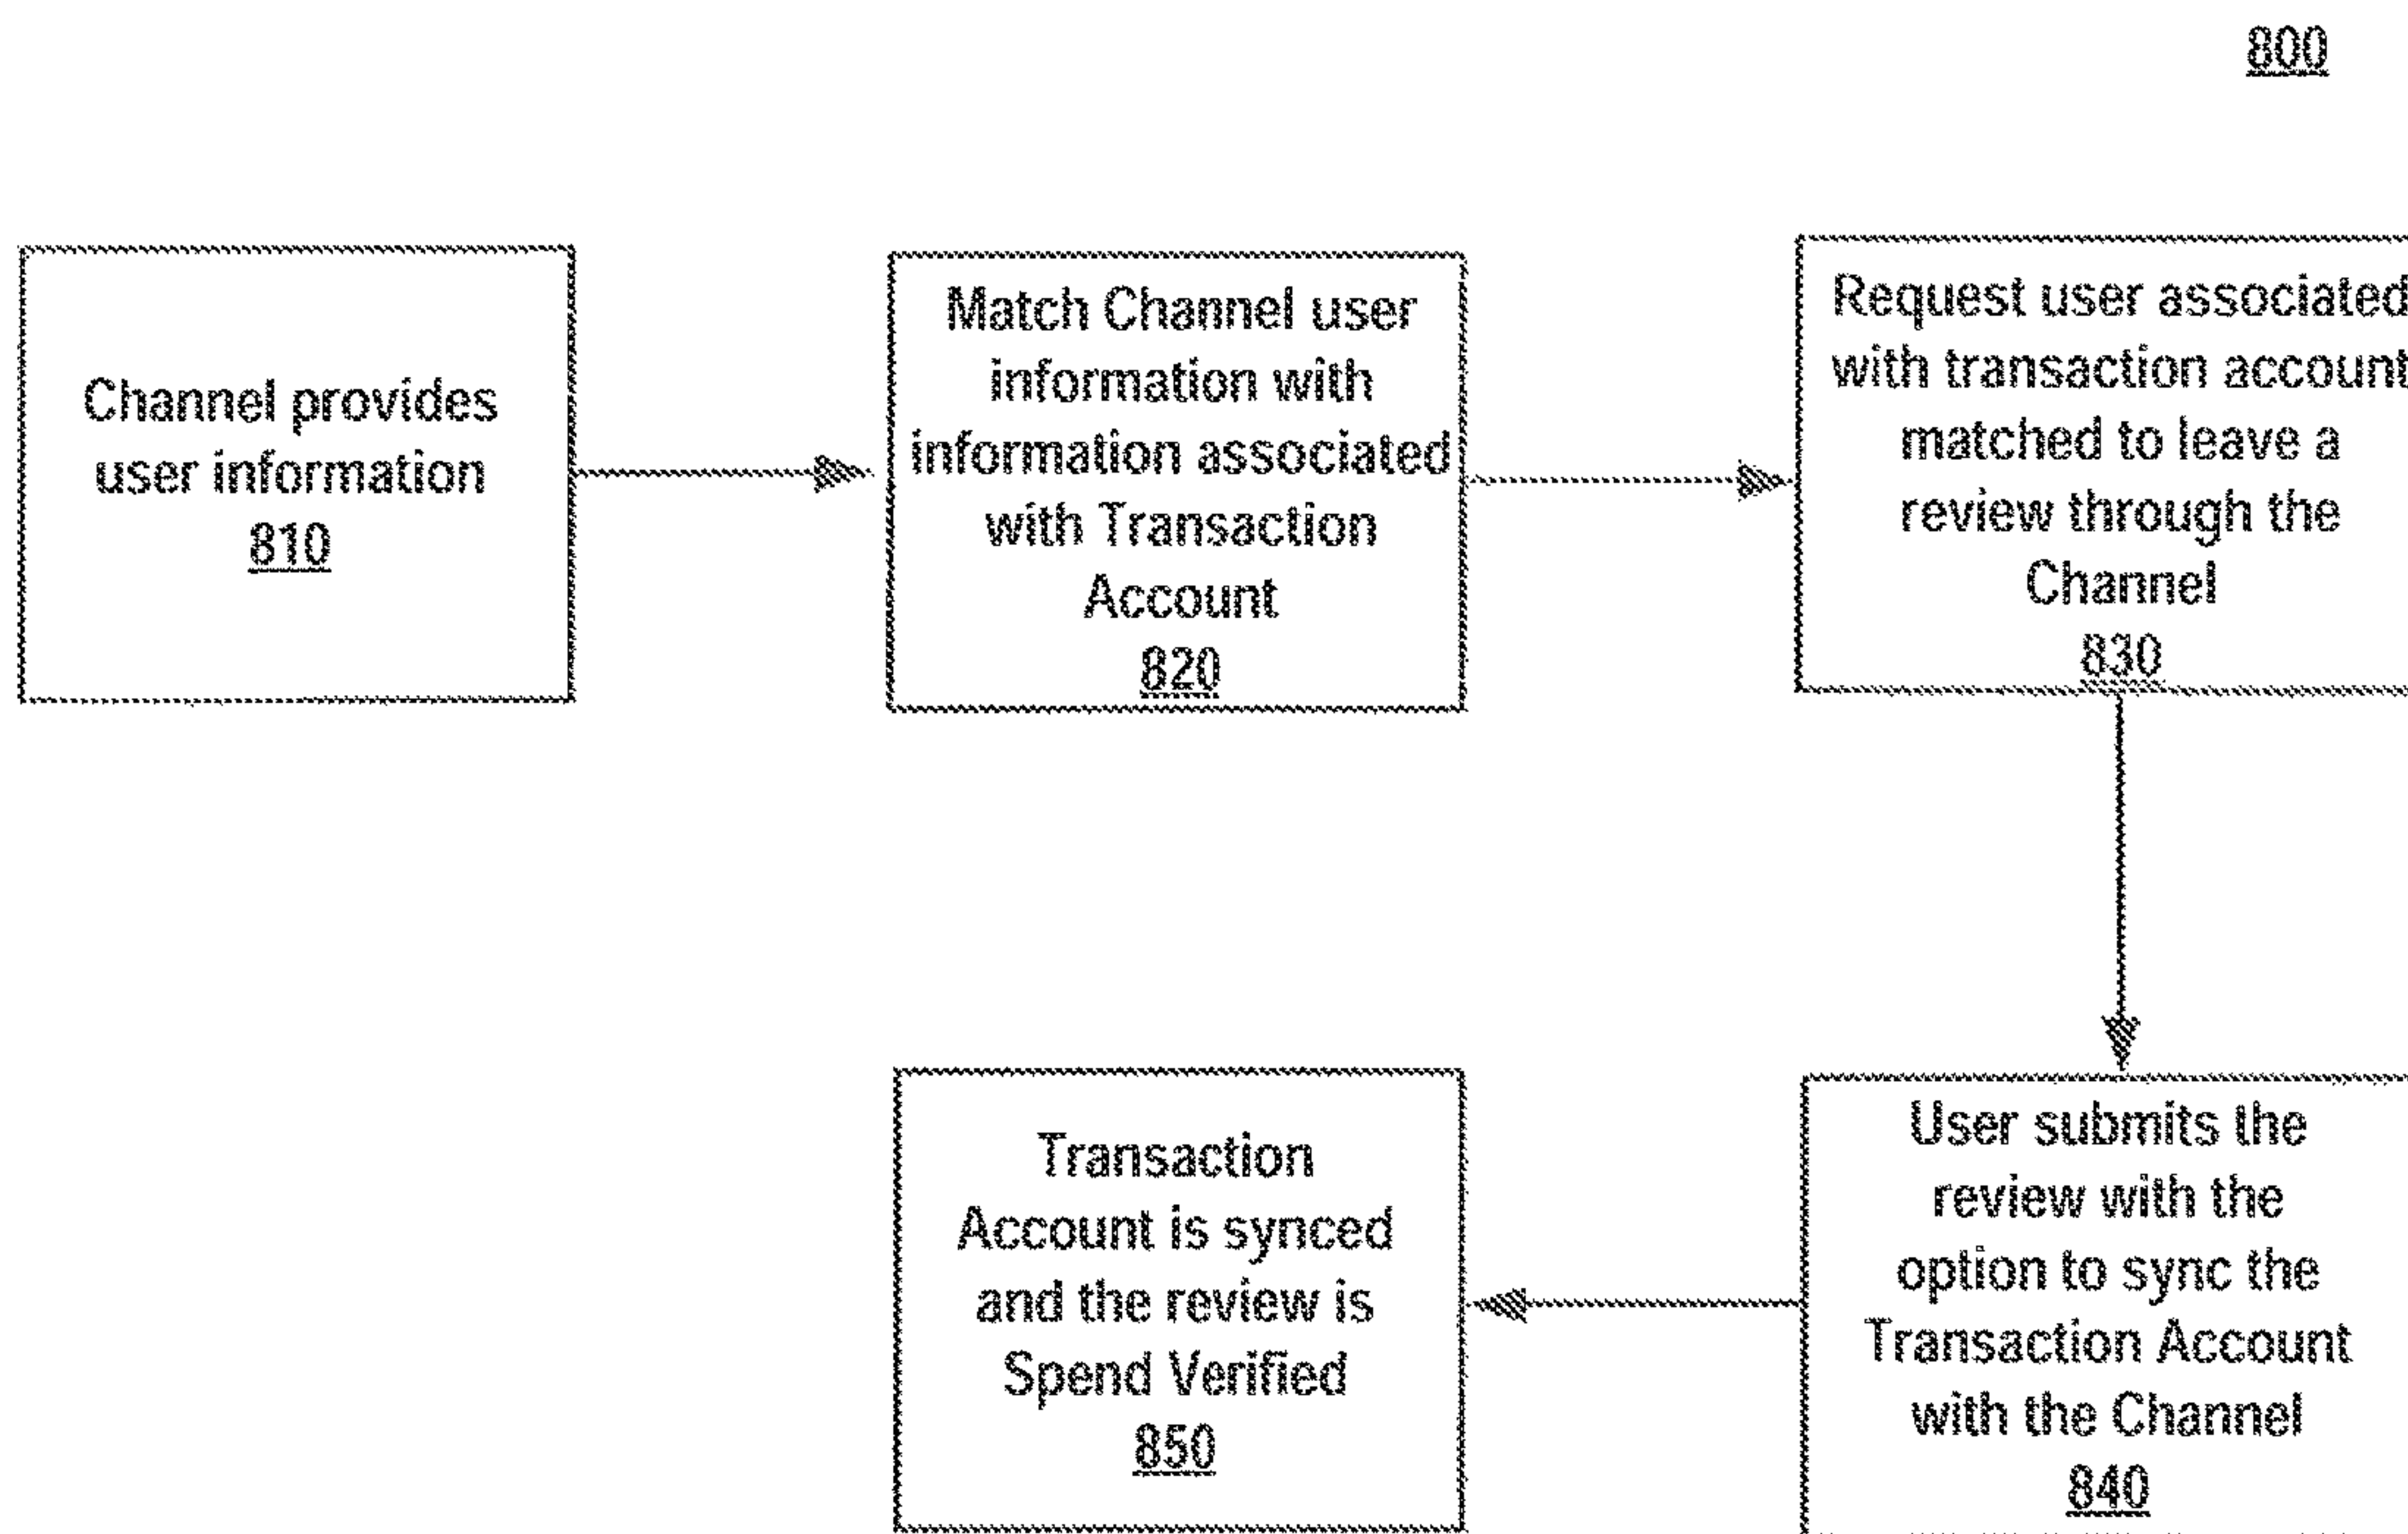 800
Channel provides
user information
810
Match Channel user
information with
information associated
with Transaction
Account
820
Request user associated
with transaction account
matched to leave a
review through the
Channel
830
User submits the
review with the
option to sync the
Transaction Account
with the Channel
840
Transaction
Account is synced
and the review is
Spend Verified
850